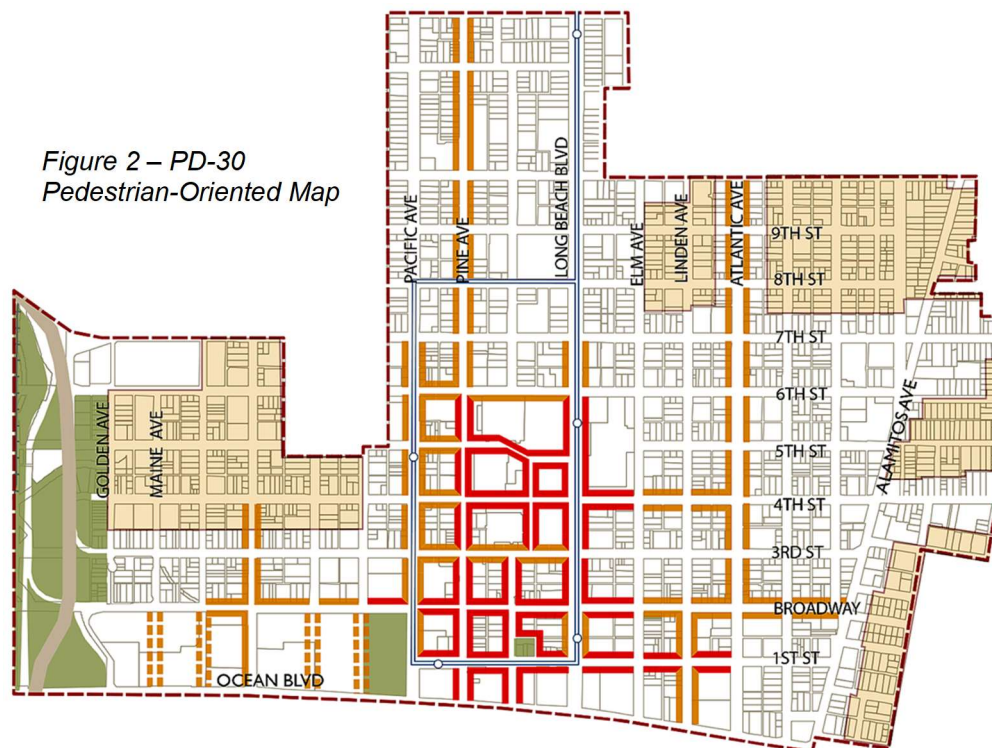 Figure 2 – PD-30
Pedestrian-Oriented Map
PACIFIC AVE
PINE AVE
LONG BEACH BLVD
ELM AVE
LINDEN AVE
ATLANTIC AVE
9TH ST
8TH ST
7TH ST
6TH ST
GOLDEN AVE
MAINE AVE
5TH ST
ALAMITOS AVE
4TH ST
3RD ST
BROADWAY
1ST ST
OCEAN BLVD